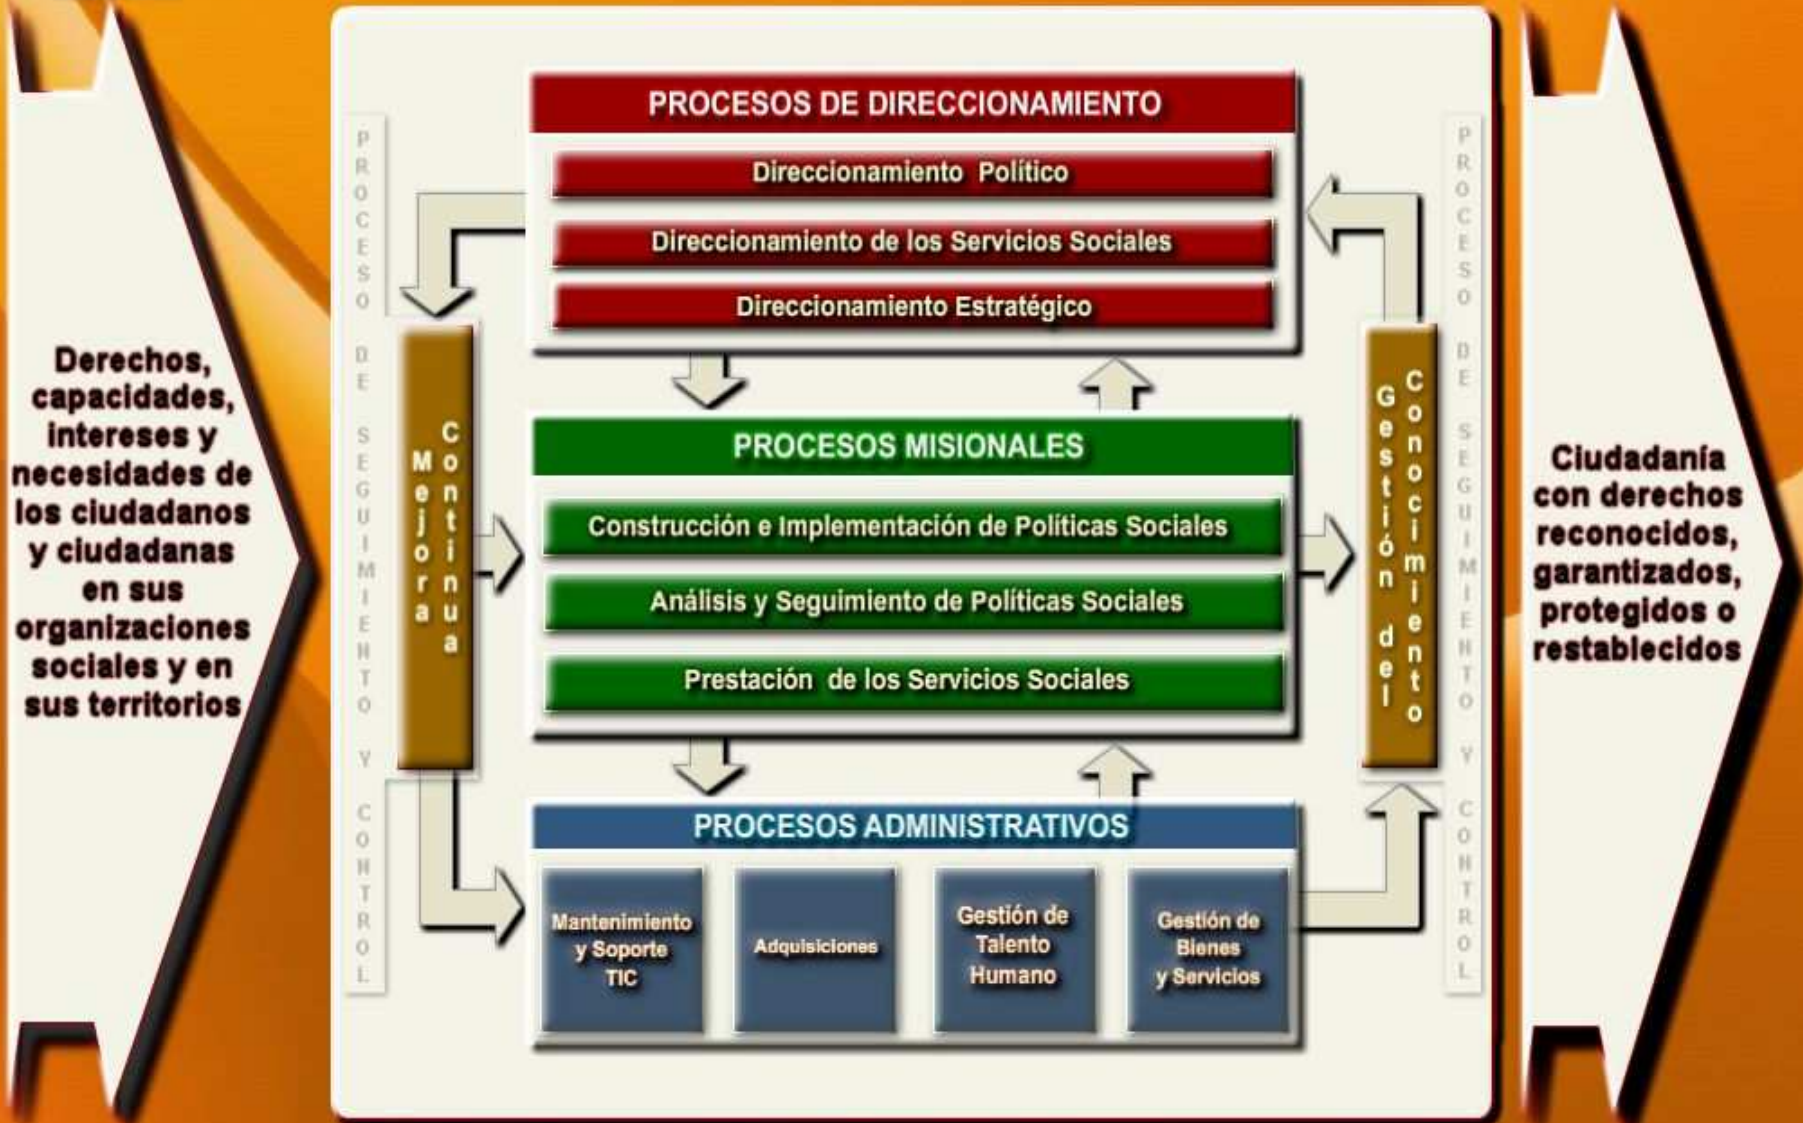 Derechos,
capacidades,
intereses y
necesidades de
los ciudadanos
y ciudadanas
en sus
organizaciones
sociales y en
sus territorios
PROCESO DE SEGUIMIENTO Y CONTROL
PROCESOS DE DIRECCIONAMIENTO
Direccionamiento Político
Direccionamiento de los Servicios Sociales
Direccionamiento Estratégico
Mejora
Continua
PROCESOS MISIONALES
Construcción e Implementación de Políticas Sociales
Análisis y Seguimiento de Políticas Sociales
Prestación de los Servicios Sociales
Gestión del
Conocimiento
PROCESOS ADMINISTRATIVOS
Mantenimiento
y Soporte
TIC
Adquisiciones
Gestión de
Talento
Humano
Gestión de
Bienes
y Servicios
PROCESO DE SEGUIMIENTO Y CONTROL
Ciudadanía
con derechos
reconocidos,
garantizados,
protegidos o
restablecidos